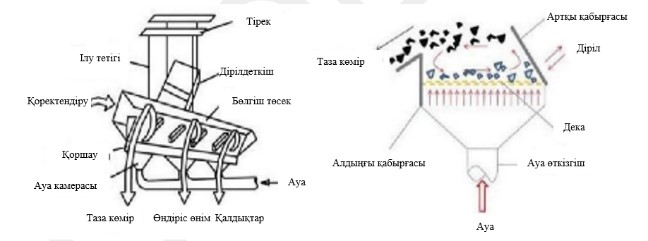 Тірек
Ілу тетігі
Дірілдеткіш
Қоректендіру
Бөлгіш төсек
Қоршау
Ауа камерасы
Ауа
Таза көмір
Өндіріс өнім
Қалдықтар
Артқы қабырғасы
Таза көмір
Діріл
Дека
Алдыңғы қабырғасы
Ауа өткізгіш
Ауа